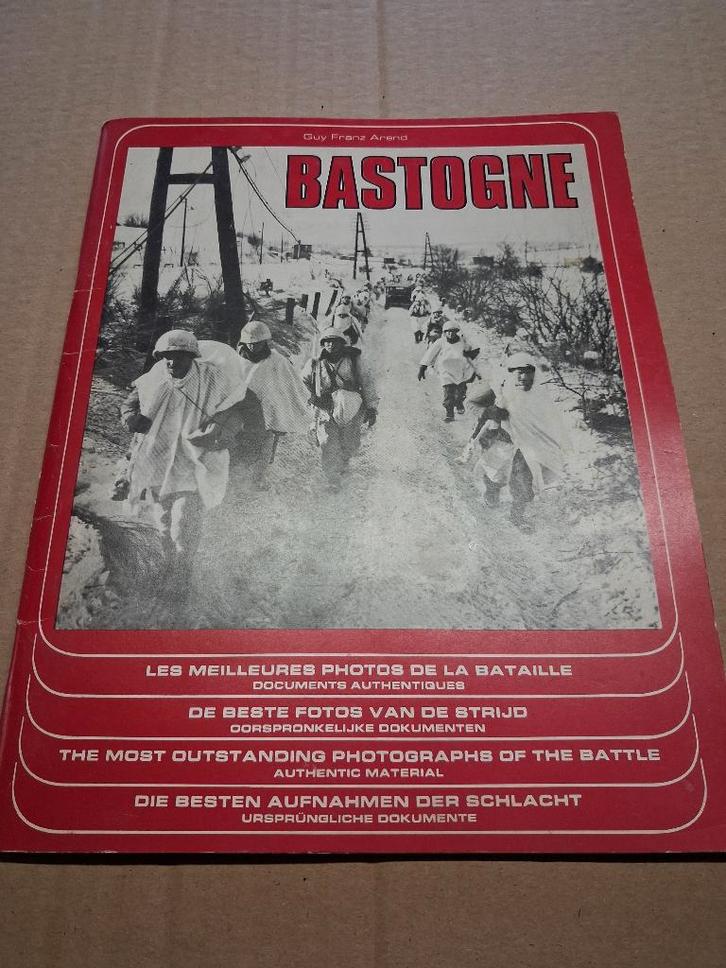 Guy Franz Arend
BASTOGNE
LES MEILLEURES PHOTOS DE LA BATAILLE
DOCUMENTS AUTHENTIQUES
DE BESTE FOTOS VAN DE STRIJD
OORSPRONKELIJKE DOKUMENTEN
THE MOST OUTSTANDING PHOTOGRAPHS OF THE BATTLE
AUTHENTIC MATERIAL
DIE BESTEN AUFNAHMEN DER SCHLACHT
URSPRÜNGLICHE DOKUMENTE